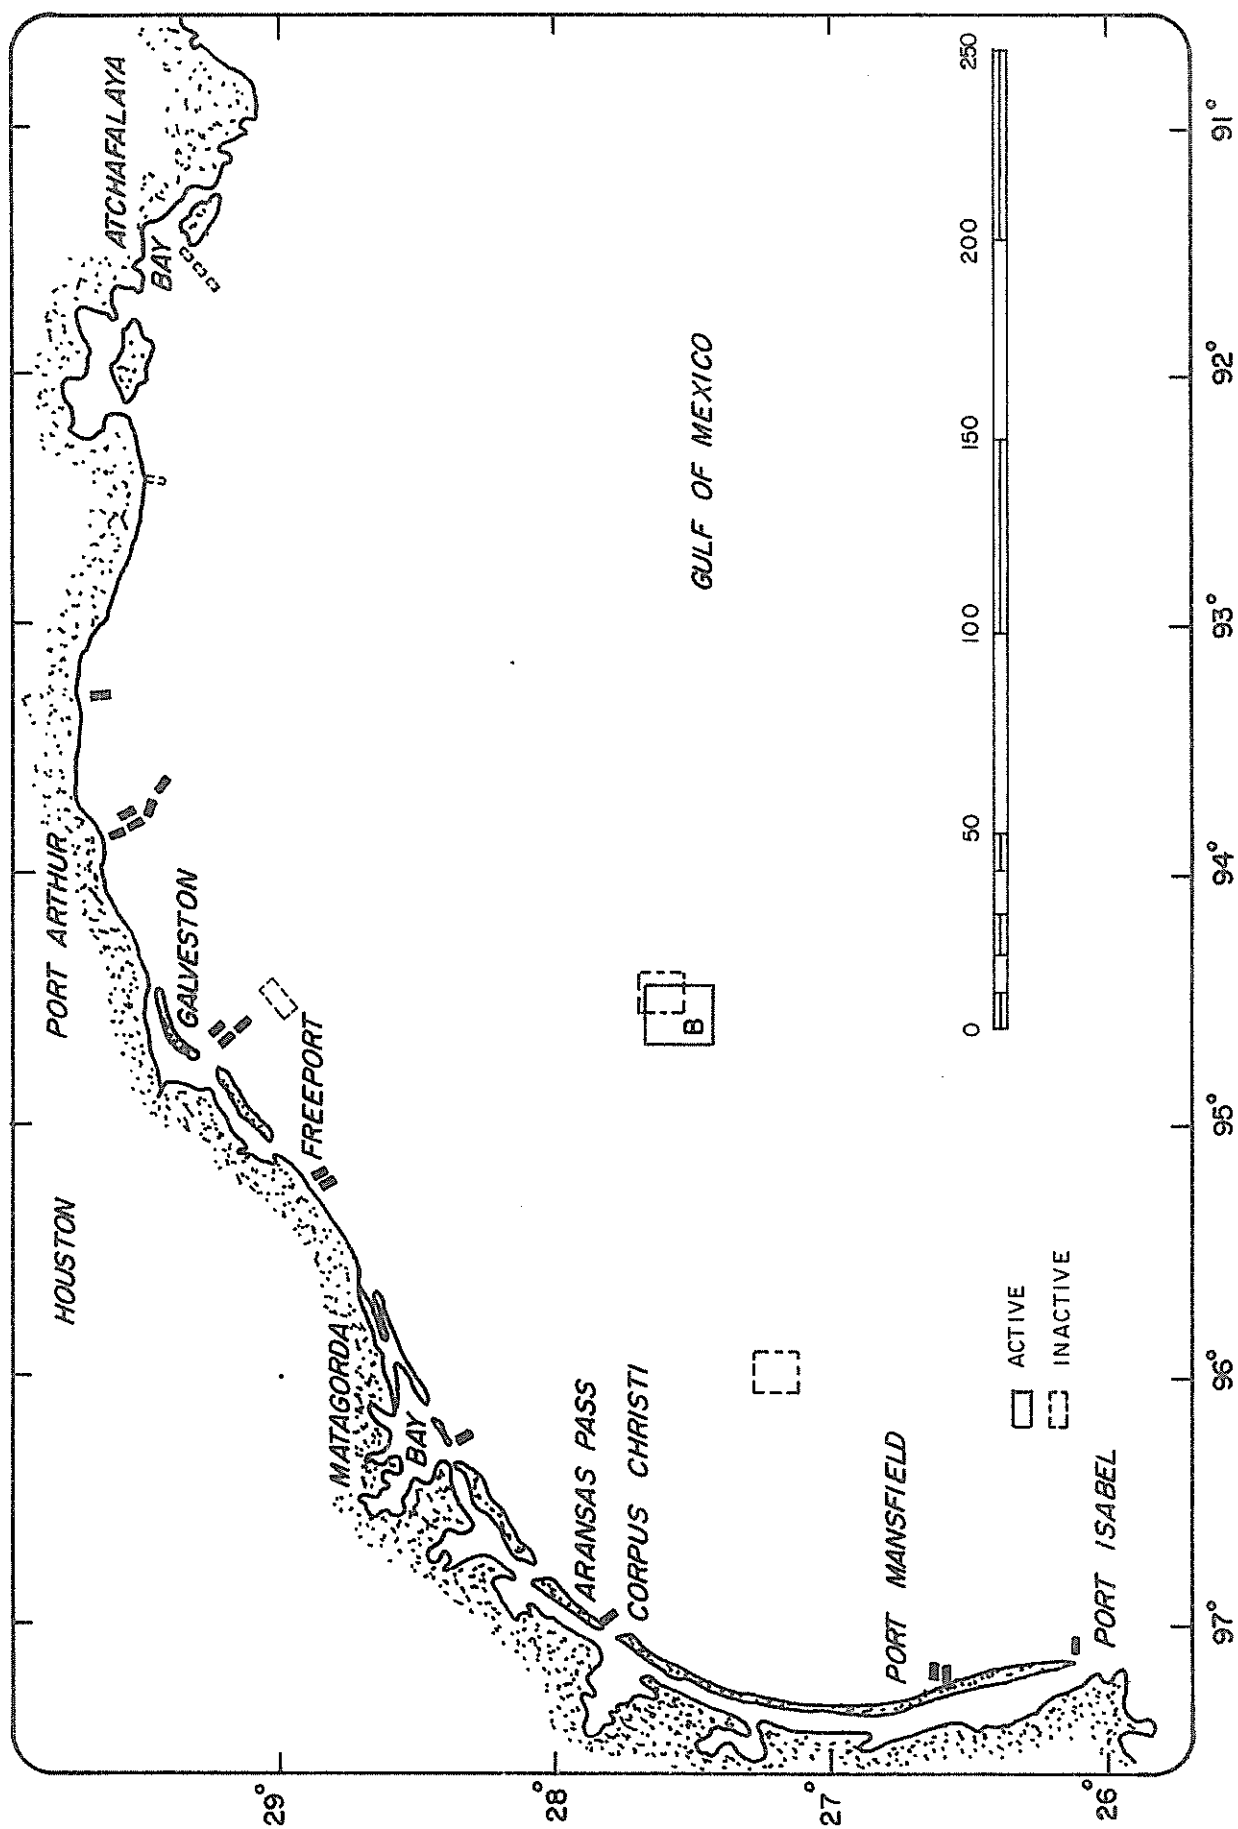 HOUSTON
PORT ARTHUR
ATCHAFALAYA
BAY
GALVESTON
FREEPORT
MATAGORDA
BAY
ARANSAS PASS
CORPUS CHRISTI
GULF OF MEXICO
B
PORT MANSFIELD
PORT ISABEL
ACTIVE
INACTIVE
0 50 100 150 200 250
29°
28°
27°
26°
97° 96° 95° 94° 93° 92° 91°